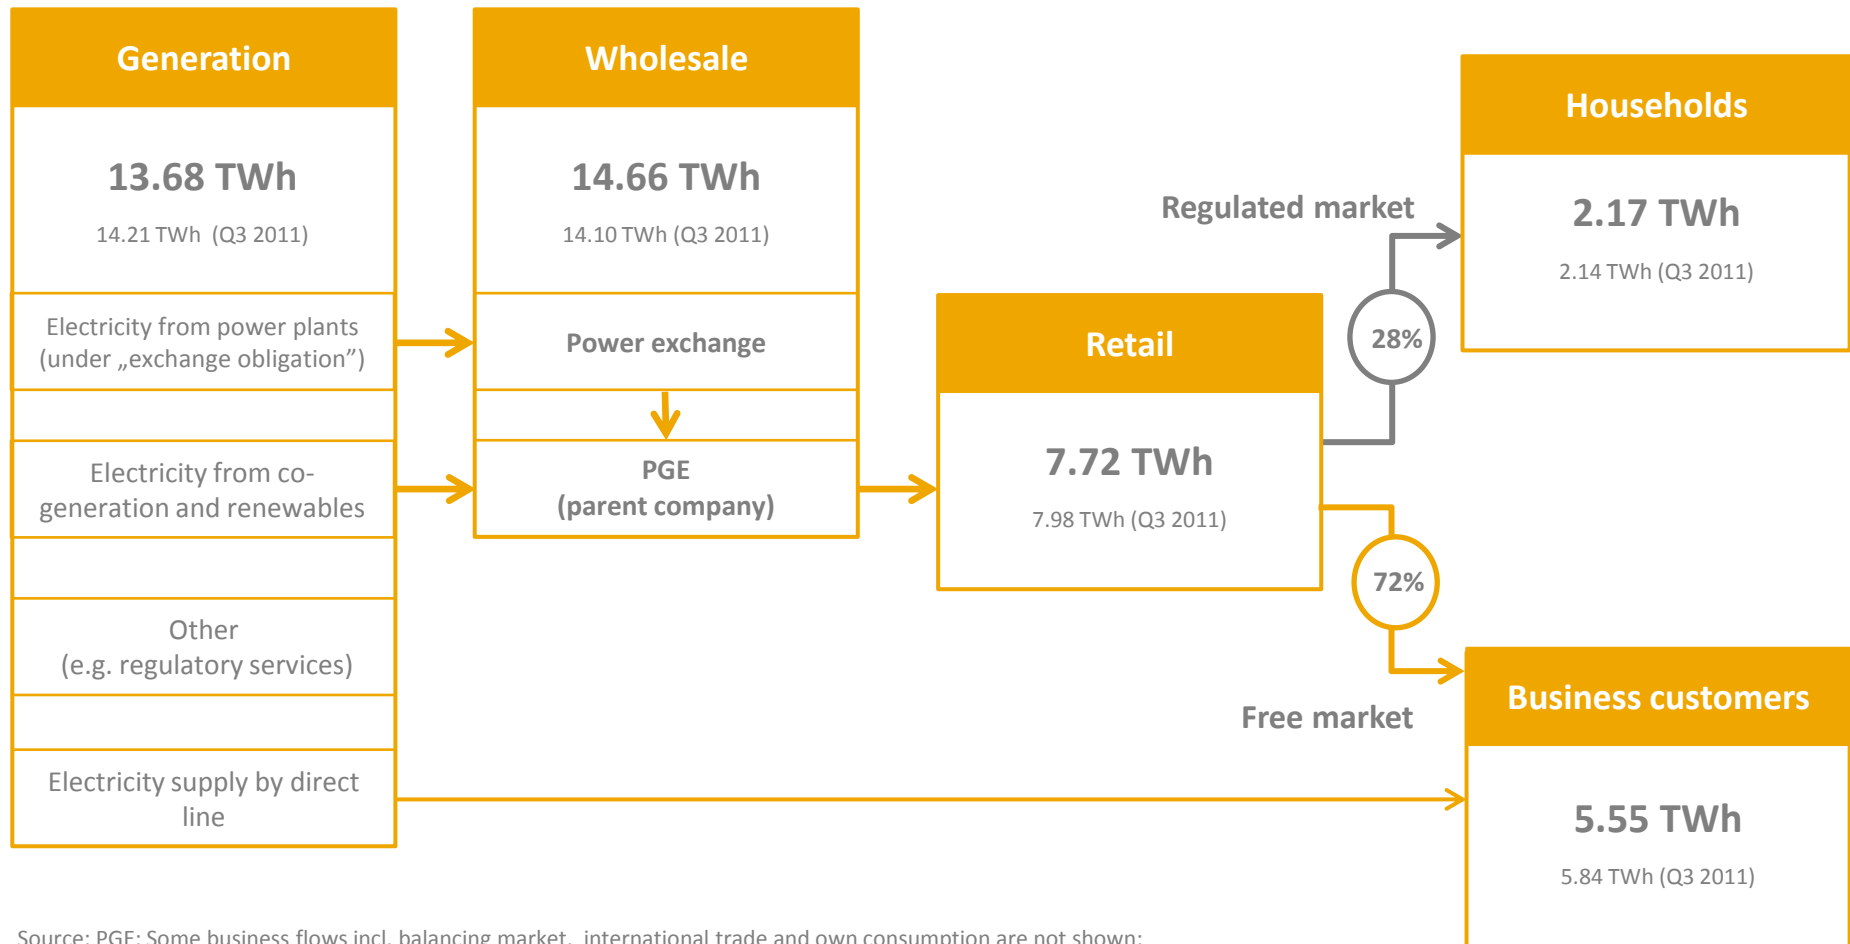 Generation
13.68 TWh
14.21 TWh (Q3 2011)
Electricity from power plants
(under „exchange obligation”)
Electricity from co-
generation and renewables
Other
(e.g. regulatory services)
Electricity supply by direct
line
Wholesale
14.66 TWh
14.10 TWh (Q3 2011)
Power exchange
PGE
(parent company)
Retail
7.72 TWh
7.98 TWh (Q3 2011)
Regulated market
28%
72%
Free market
Households
2.17 TWh
2.14 TWh (Q3 2011)
Business customers
5.55 TWh
5.84 TWh (Q3 2011)
Source: PGE; Some business flows incl. balancing market, international trade and own consumption are not shown;